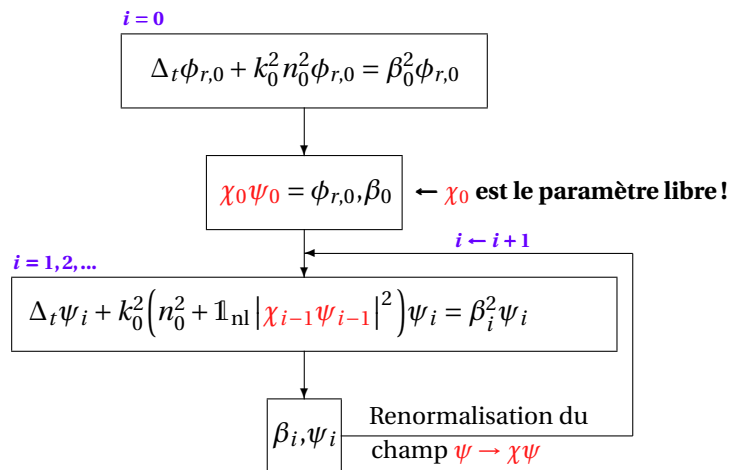 i = 0
Δ_t ϕ_{r,0} + k_0^2 n_0^2 ϕ_{r,0} = β_0^2 ϕ_{r,0}
χ_0 ψ_0 = ϕ_{r,0}, β_0 ← χ_0 est le paramètre libre !
i ← i + 1
i = 1, 2, ...
Δ_t ψ_i + k_0^2 (n_0^2 + 𝟙_{nl} |χ_{i−1} ψ_{i−1}|^2) ψ_i = β_i^2 ψ_i
β_i, ψ_i
Renormalisation du
champ ψ → χψ